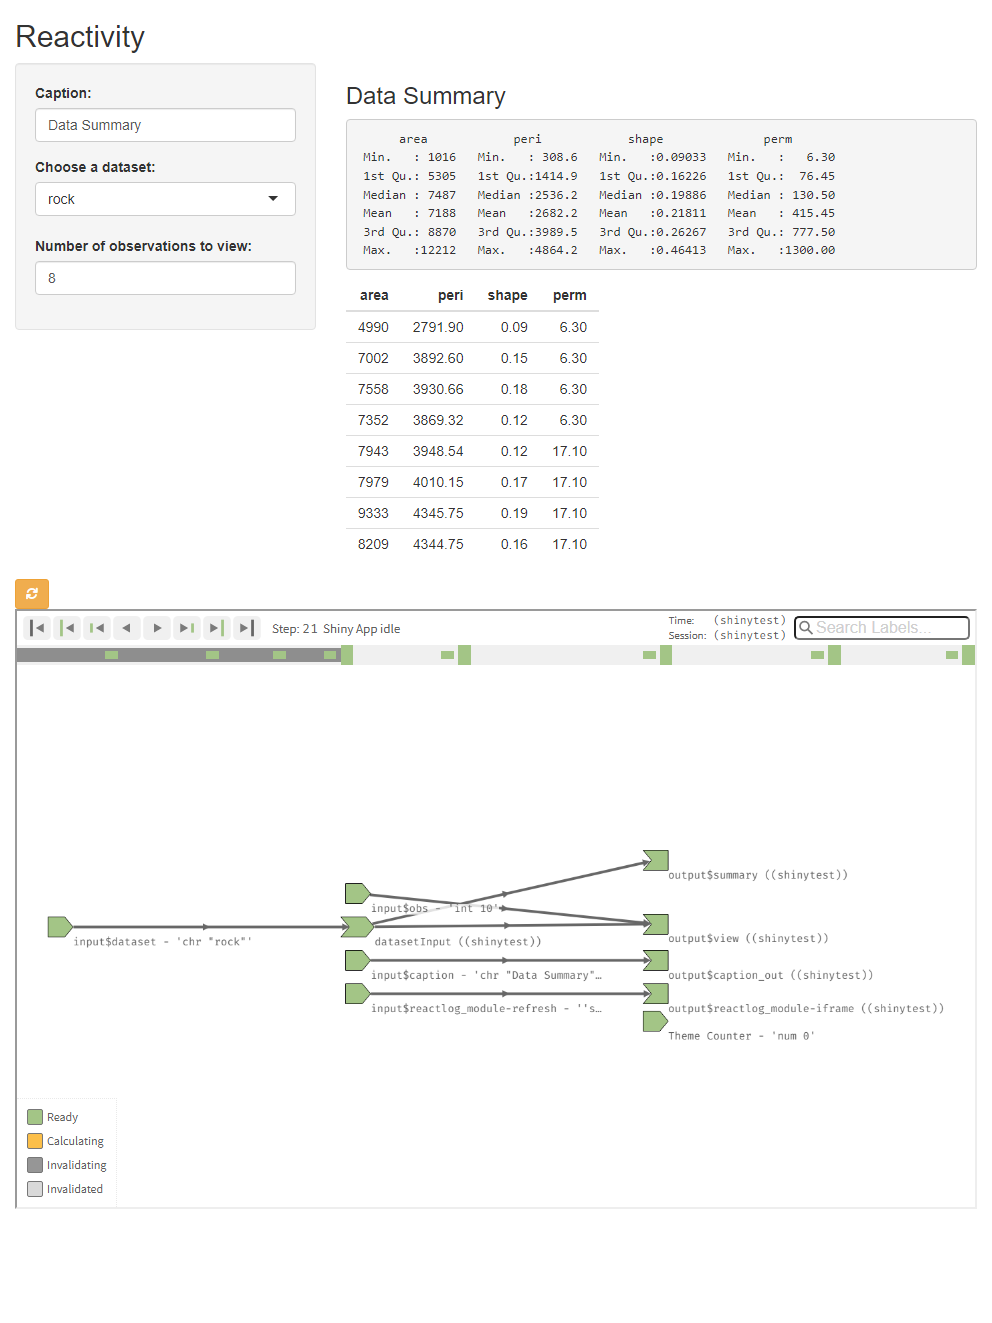 Reactivity
Caption:
Data Summary
Choose a dataset:
rock
Number of observations to view:
8
Data Summary
area peri shape perm
Min. : 1016 Min. : 308.6 Min. :0.09033 Min. : 6.30
1st Qu.: 5305 1st Qu.:1414.9 1st Qu.:0.16226 1st Qu.: 76.45
Median : 7487 Median :2536.2 Median :0.19886 Median : 130.50
Mean : 7188 Mean :2682.2 Mean :0.21811 Mean : 415.45
3rd Qu.: 8870 3rd Qu.:3989.5 3rd Qu.:0.26267 3rd Qu.: 777.50
Max. :12212 Max. :4864.2 Max. :0.46413 Max. :1300.00
area peri shape perm
4990 2791.90 0.09 6.30
7002 3892.60 0.15 6.30
7558 3930.66 0.18 6.30
7352 3869.32 0.12 6.30
7943 3948.54 0.12 17.10
7979 4010.15 0.17 17.10
9333 4345.75 0.19 17.10
8209 4344.75 0.16 17.10
Step: 21 Shiny App idle
Time: (shinytest)
Session: (shinytest)
Search Labels...
output$summary ((shinytest))
input$obs - 'int 10'
output$view ((shinytest))
input$dataset - 'chr "rock"'
datasetInput ((shinytest))
input$caption - 'chr "Data Summary"…
output$caption_out ((shinytest))
input$reactlog_module-refresh - ''s…
output$reactlog_module-iframe ((shinytest))
Theme Counter - 'num 0'
Ready
Calculating
Invalidating
Invalidated